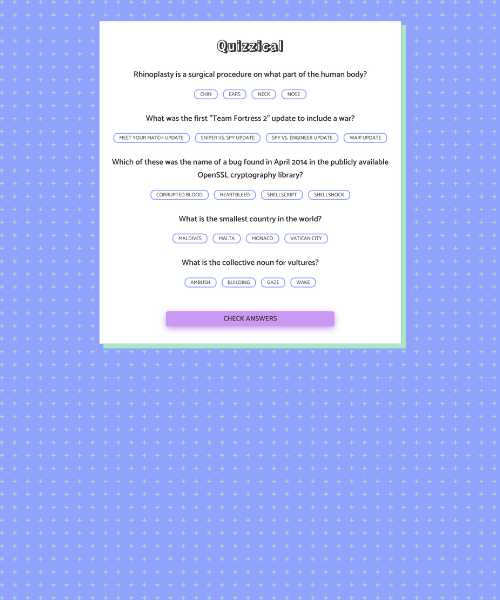 Quizzical
Rhinoplasty is a surgical procedure on what part of the human body?
CHIN EARS NECK NOSE
What was the first "Team Fortress 2" update to include a war?
MEET YOUR MATCH UPDATE SNIPER VS. SPY UPDATE SPY VS. ENGINEER UPDATE WAR! UPDATE
Which of these was the name of a bug found in April 2014 in the publicly available
OpenSSL cryptography library?
CORRUPTED BLOOD HEARTBLEED SHELLSCRIPT SHELLSHOCK
What is the smallest country in the world?
MALDIVES MALTA MONACO VATICAN CITY
What is the collective noun for vultures?
AMBUSH BUILDING GAZE WAKE
CHECK ANSWERS